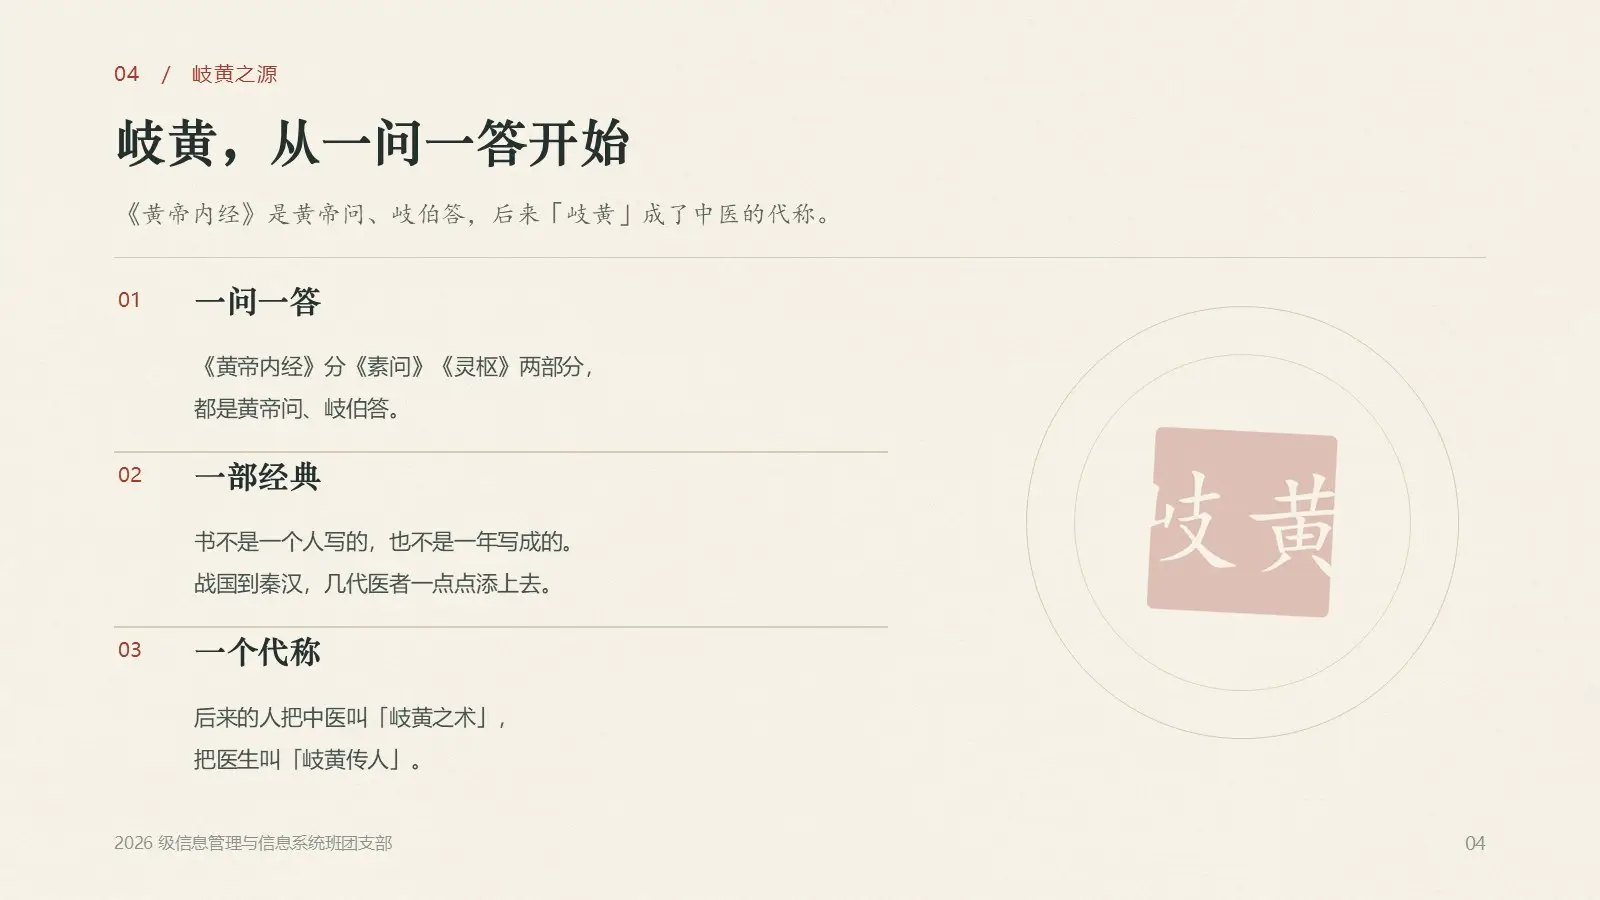 04 / 岐黄之源
岐黄，从一问一答开始
《黄帝内经》是黄帝问、岐伯答，后来「岐黄」成了中医的代称。
01 一问一答
《黄帝内经》分《素问》《灵枢》两部分，
都是黄帝问、岐伯答。
02 一部经典
书不是一个人写的，也不是一年写成的。
战国到秦汉，几代医者一点点添上去。
03 一个代称
后来的人把中医叫「岐黄之术」，
把医生叫「岐黄传人」。
岐黄
2026 级信息管理与信息系统班团支部
04